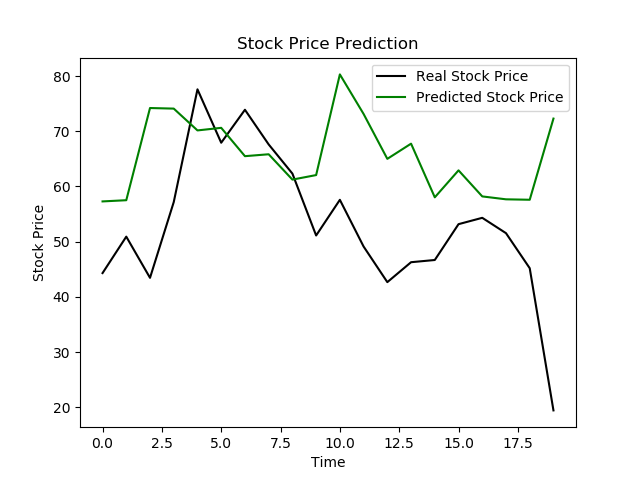 Stock Price Prediction
Real Stock Price
Predicted Stock Price
Stock Price
80
70
60
50
40
30
20
0.0 2.5 5.0 7.5 10.0 12.5 15.0 17.5
Time